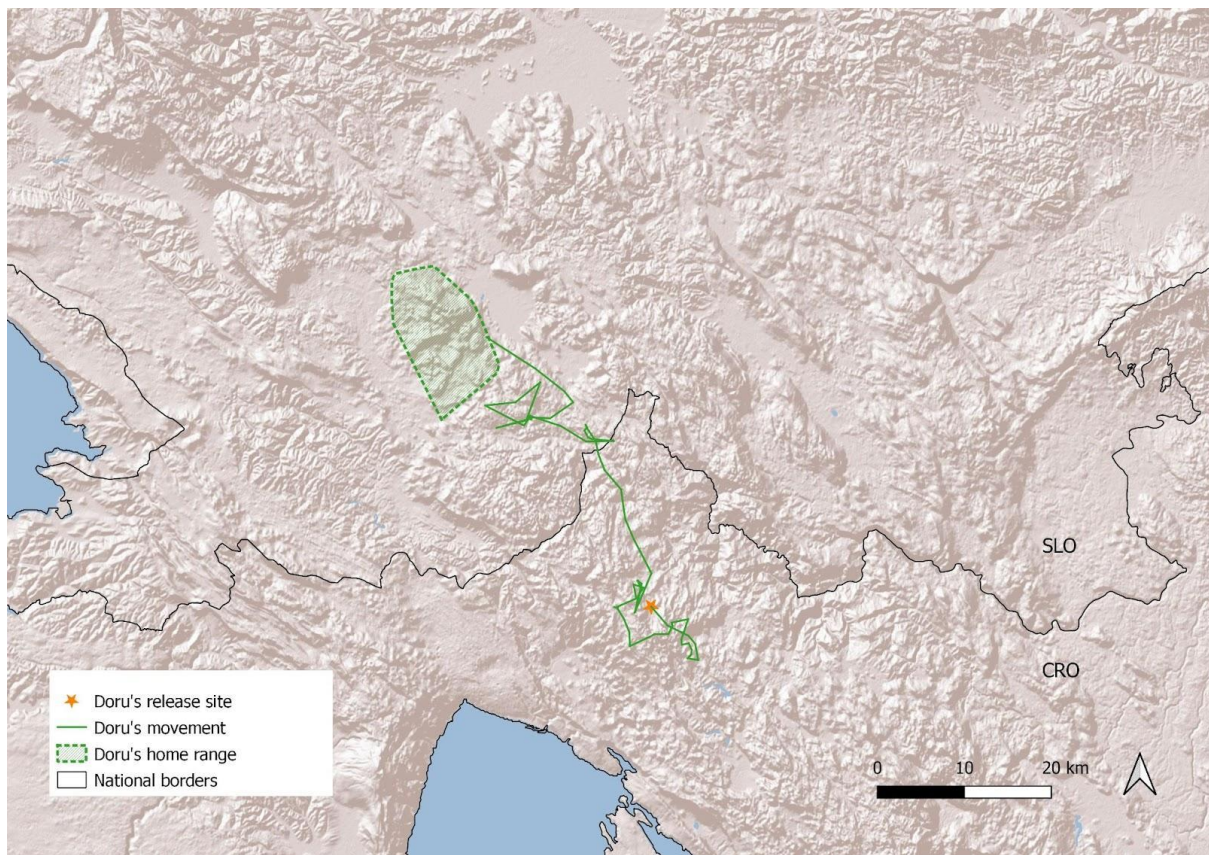 SLO
CRO
Doru's release site
Doru's movement
Doru's home range
National borders
0 10 20 km